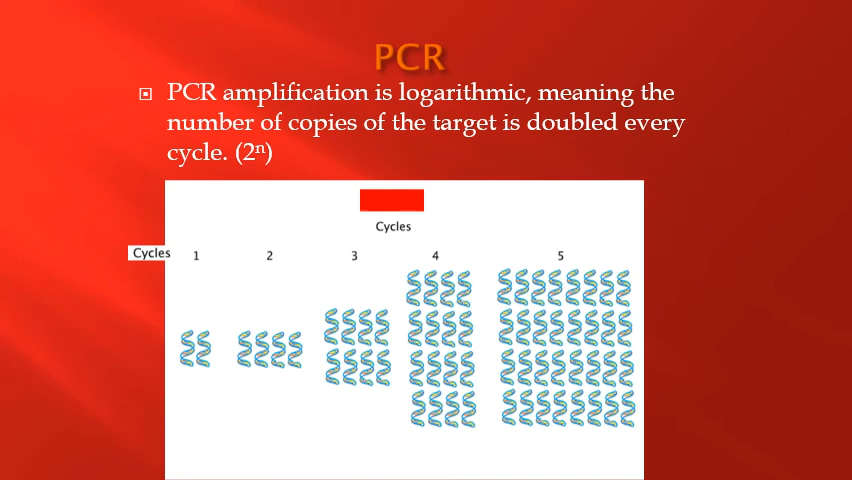 PCR
PCR amplification is logarithmic, meaning the
number of copies of the target is doubled every
cycle. (2ⁿ)
Cycles
Cycles 1 2 3 4 5